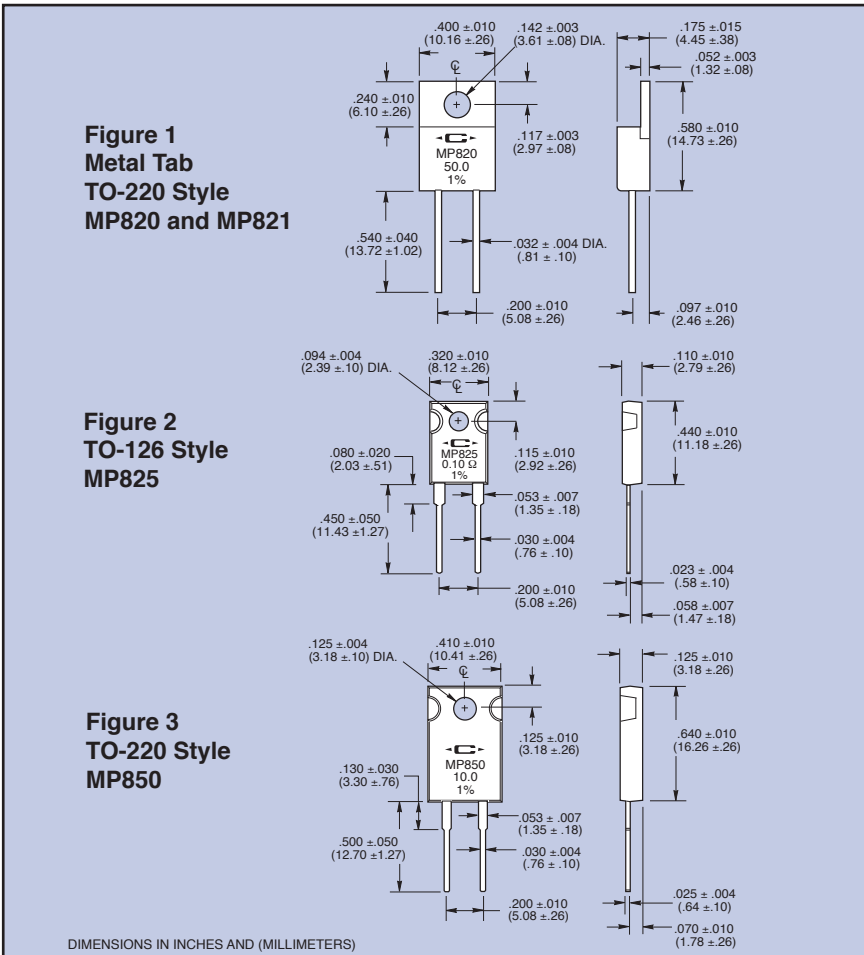 Figure 1
Metal Tab
TO-220 Style
MP820 and MP821
.400 ±.010
(10.16 ±.26)
.142 ±.003
(3.61 ±.08) DIA.
.175 ±.015
(4.45 ±.38)
.052 ±.003
(1.32 ±.08)
℄
.240 ±.010
(6.10 ±.26)
.117 ±.003
(2.97 ±.08)
.580 ±.010
(14.73 ±.26)
C
MP820
50.0
1%
.540 ±.040
(13.72 ±1.02)
.032 ± .004 DIA.
(.81 ± .10)
.200 ±.010
(5.08 ±.26)
.097 ±.010
(2.46 ±.26)
Figure 2
TO-126 Style
MP825
.094 ±.004
(2.39 ±.10) DIA.
.320 ±.010
(8.12 ±.26)
.110 ±.010
(2.79 ±.26)
℄
.080 ±.020
(2.03 ±.51)
C
MP825
0.10 Ω
1%
.115 ±.010
(2.92 ±.26)
.440 ±.010
(11.18 ±.26)
.053 ± .007
(1.35 ± .18)
.450 ±.050
(11.43 ±1.27)
.030 ±.004
(.76 ± .10)
.200 ±.010
(5.08 ±.26)
.023 ± .004
(.58 ±.10)
.058 ±.007
(1.47 ±.18)
Figure 3
TO-220 Style
MP850
.125 ±.004
(3.18 ±.10) DIA.
.410 ±.010
(10.41 ±.26)
.125 ±.010
(3.18 ±.26)
℄
.125 ±.010
(3.18 ±.26)
.640 ±.010
(16.26 ±.26)
C
MP850
10.0
1%
.130 ±.030
(3.30 ±.76)
.053 ± .007
(1.35 ± .18)
.500 ±.050
(12.70 ±1.27)
.030 ±.004
(.76 ± .10)
.200 ±.010
(5.08 ±.26)
.025 ± .004
(.64 ±.10)
.070 ±.010
(1.78 ±.26)
DIMENSIONS IN INCHES AND (MILLIMETERS)